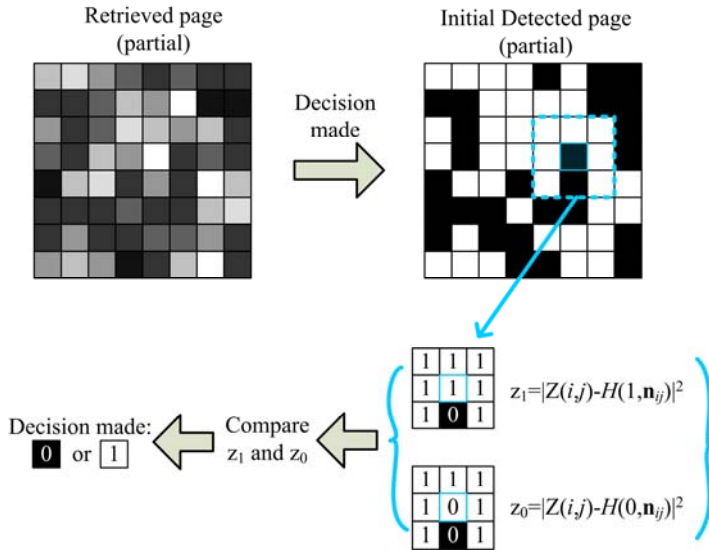 Retrieved page
(partial)
Initial Detected page
(partial)
Decision
made
1 1 1
1 1 1
1 0 1
z₁=|Z(i,j)-H(1,nᵢⱼ)|²
Decision made:
0 or 1
Compare
z₁ and z₀
1 1 1
1 0 1
1 0 1
z₀=|Z(i,j)-H(0,nᵢⱼ)|²